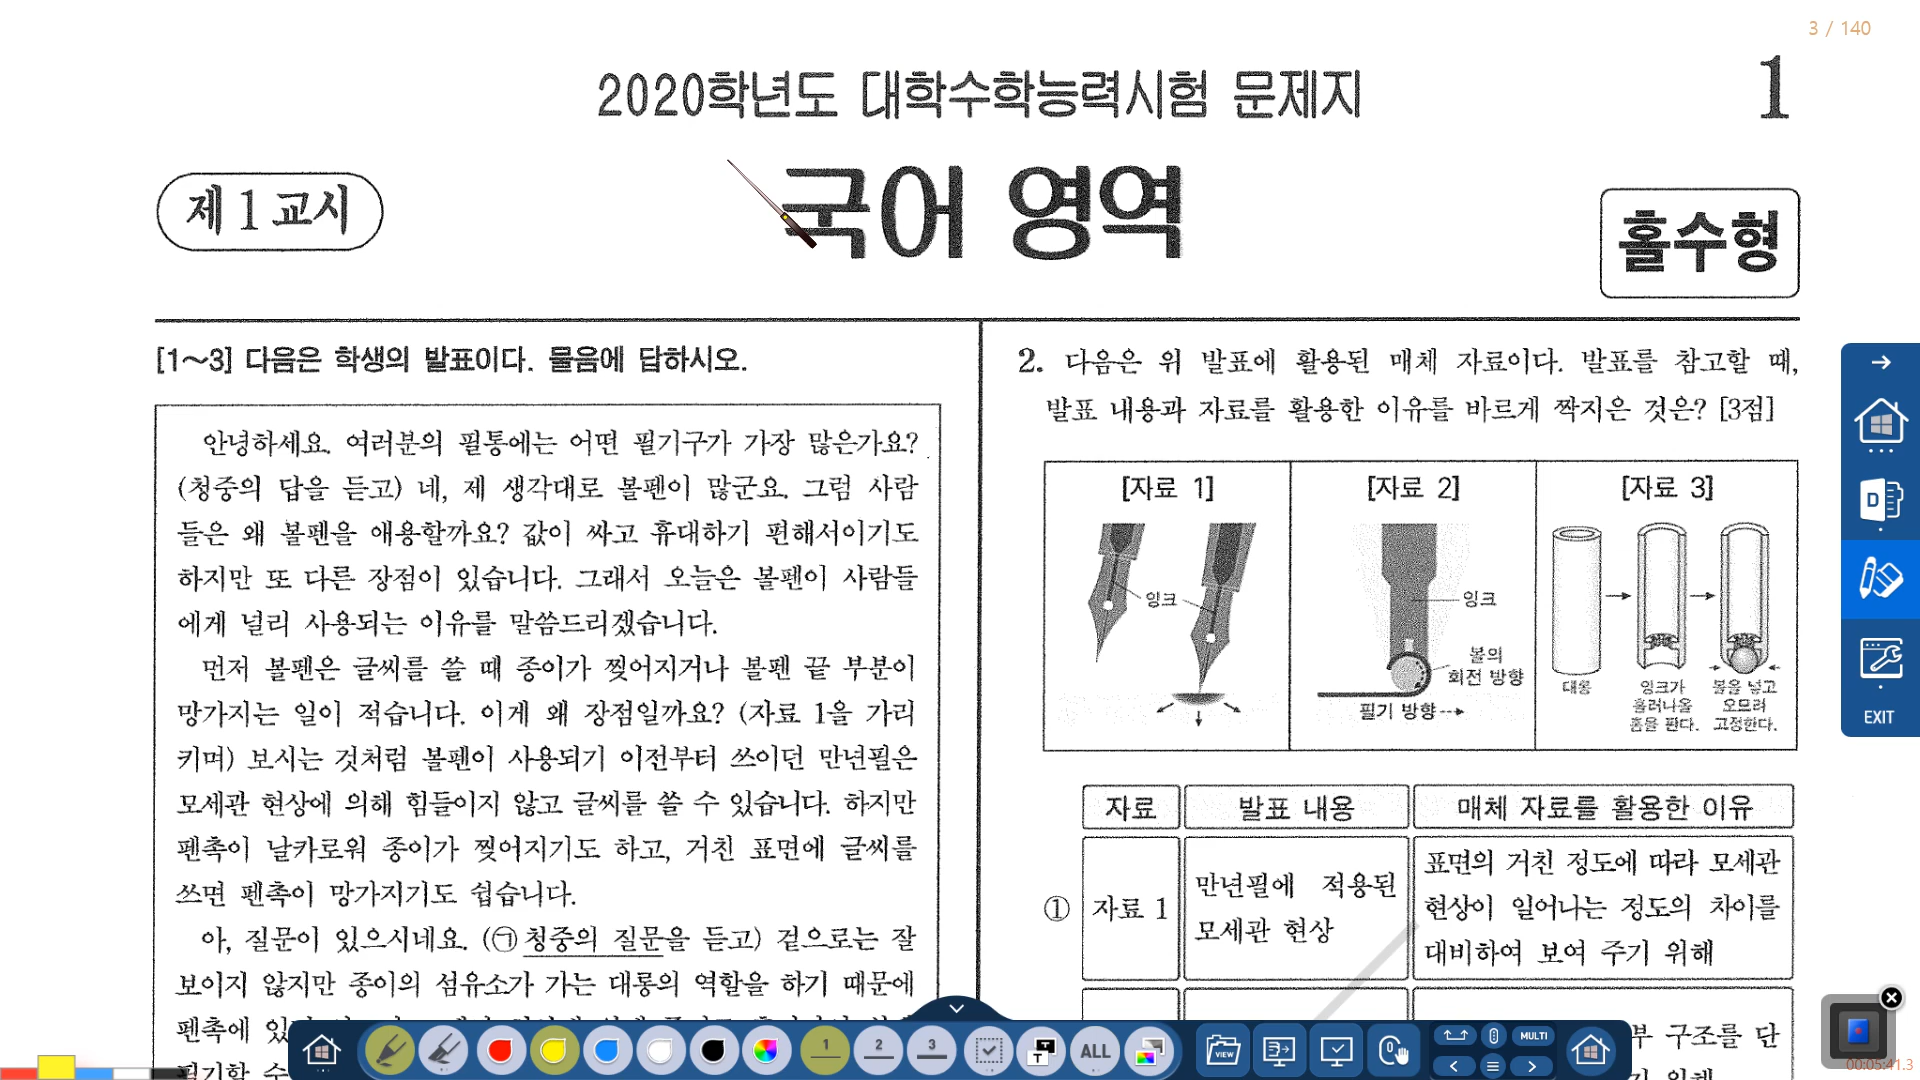 3 / 140
2020학년도 대학수학능력시험 문제지
1
제 1 교시
국어 영역
홀수형
[1~3] 다음은 학생의 발표이다. 물음에 답하시오.
안녕하세요. 여러분의 필통에는 어떤 필기구가 가장 많은가요?
(청중의 답을 듣고) 네, 제 생각대로 볼펜이 많군요. 그럼 사람
들은 왜 볼펜을 애용할까요? 값이 싸고 휴대하기 편해서이기도
하지만 또 다른 장점이 있습니다. 그래서 오늘은 볼펜이 사람들
에게 널리 사용되는 이유를 말씀드리겠습니다.
먼저 볼펜은 글씨를 쓸 때 종이가 찢어지거나 볼펜 끝 부분이
망가지는 일이 적습니다. 이게 왜 장점일까요? (자료 1을 가리
키며) 보시는 것처럼 볼펜이 사용되기 이전부터 쓰이던 만년필은
모세관 현상에 의해 힘들이지 않고 글씨를 쓸 수 있습니다. 하지만
펜촉이 날카로워 종이가 찢어지기도 하고, 거친 표면에 글씨를
쓰면 펜촉이 망가지기도 쉽습니다.
아, 질문이 있으시네요. (㉠청중의 질문을 듣고) 겉으로는 잘
보이지 않지만 종이의 섬유소가 가는 대롱의 역할을 하기 때문에
펜촉에
2. 다음은 위 발표에 활용된 매체 자료이다. 발표를 참고할 때,
발표 내용과 자료를 활용한 이유를 바르게 짝지은 것은? [3점]
[자료 1]
잉크
[자료 2]
잉크
볼의
회전 방향
필기 방향
[자료 3]
대롱
잉크가
흘러나올
홈을 판다.
볼을 넣고
오므려
고정한다.
자료
발표 내용
매체 자료를 활용한 이유
① 자료 1
만년필에 적용된
모세관 현상
표면의 거친 정도에 따라 모세관
현상이 일어나는 정도의 차이를
대비하여 보여 주기 위해
구조를 단
D
EXIT
1
2
3
T
T
ALL
VIEW
MULTI
00:05:41.3